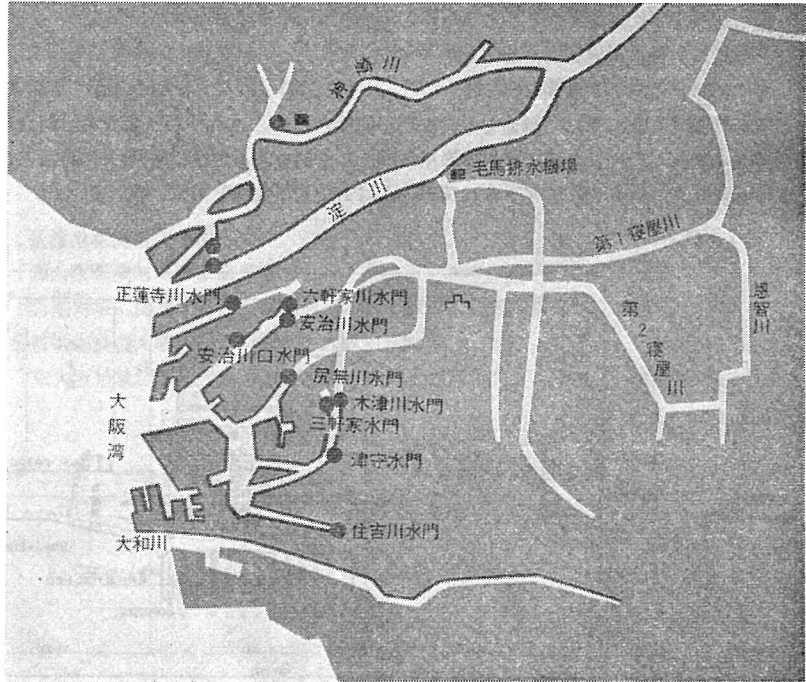 神崎川
毛馬排水機場
淀川
第1寝屋川
正蓮寺川水門
六軒家川水門
安治川水門
第2寝屋川
恩智川
安治川口水門
尻無川水門
大阪湾
木津川水門
三軒家水門
津守水門
住吉川水門
大和川